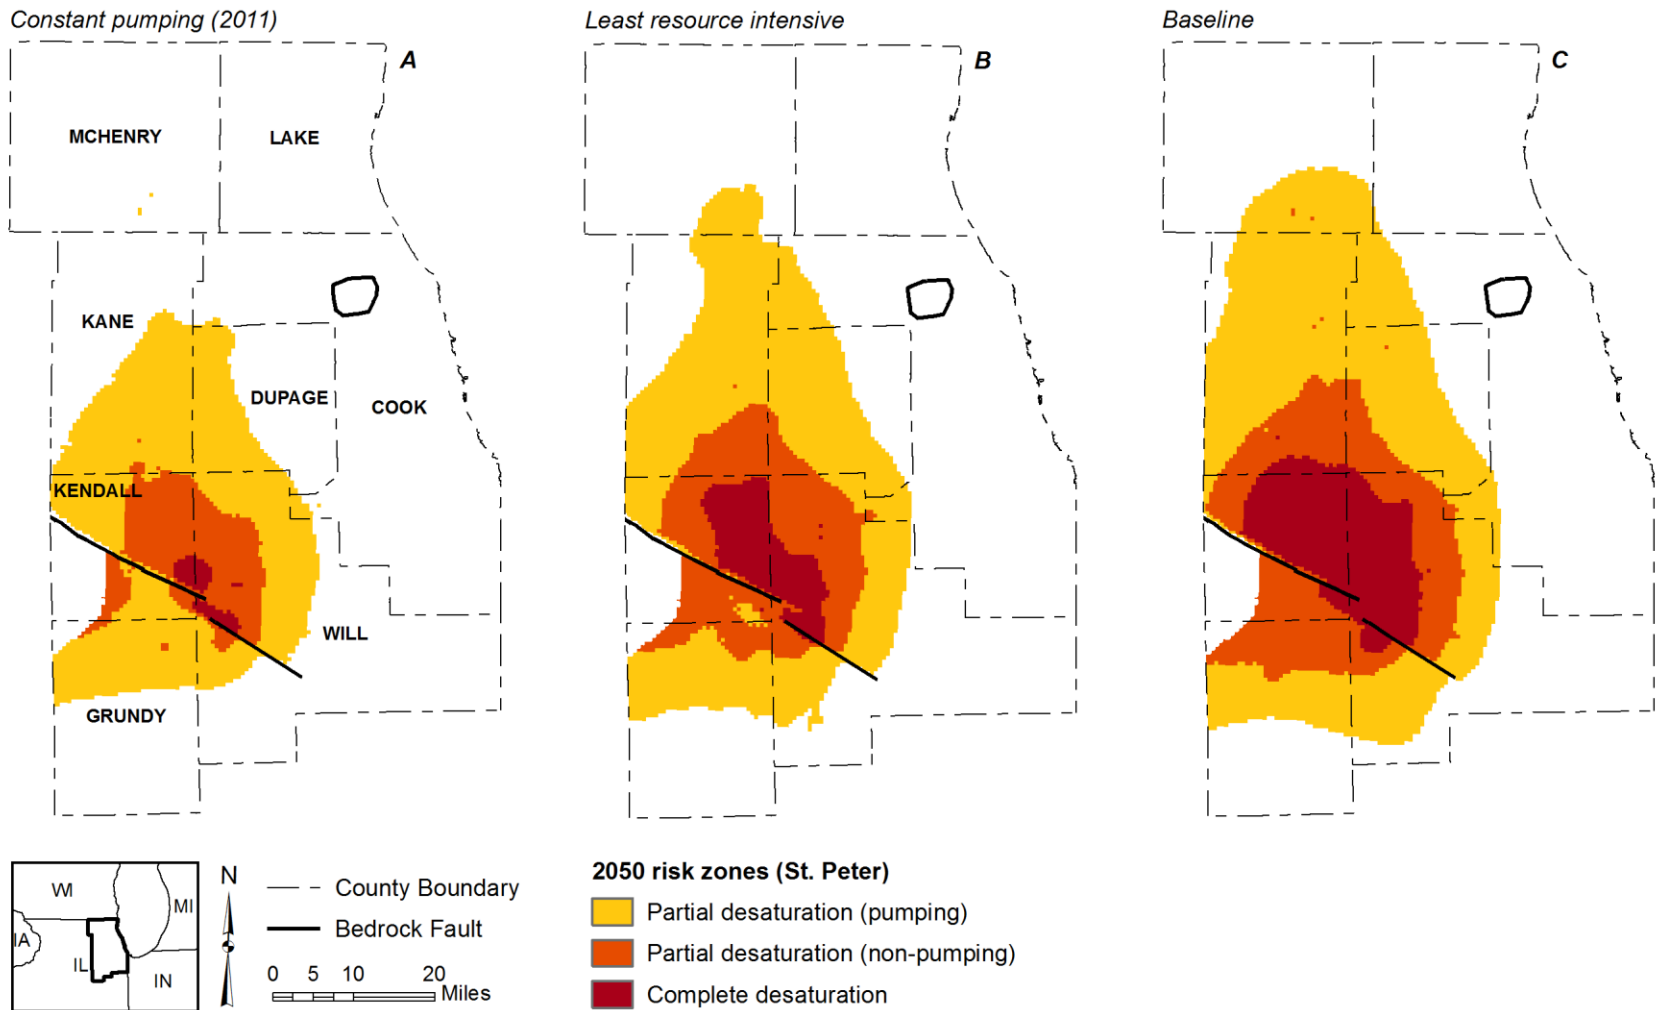 Constant pumping (2011)
Least resource intensive
Baseline
A
B
C
MCHENRY
LAKE
KANE
DUPAGE
COOK
KENDALL
WILL
GRUNDY
WI
MI
IA
IL
IN
N
County Boundary
Bedrock Fault
0 5 10 20
Miles
2050 risk zones (St. Peter)
Partial desaturation (pumping)
Partial desaturation (non-pumping)
Complete desaturation